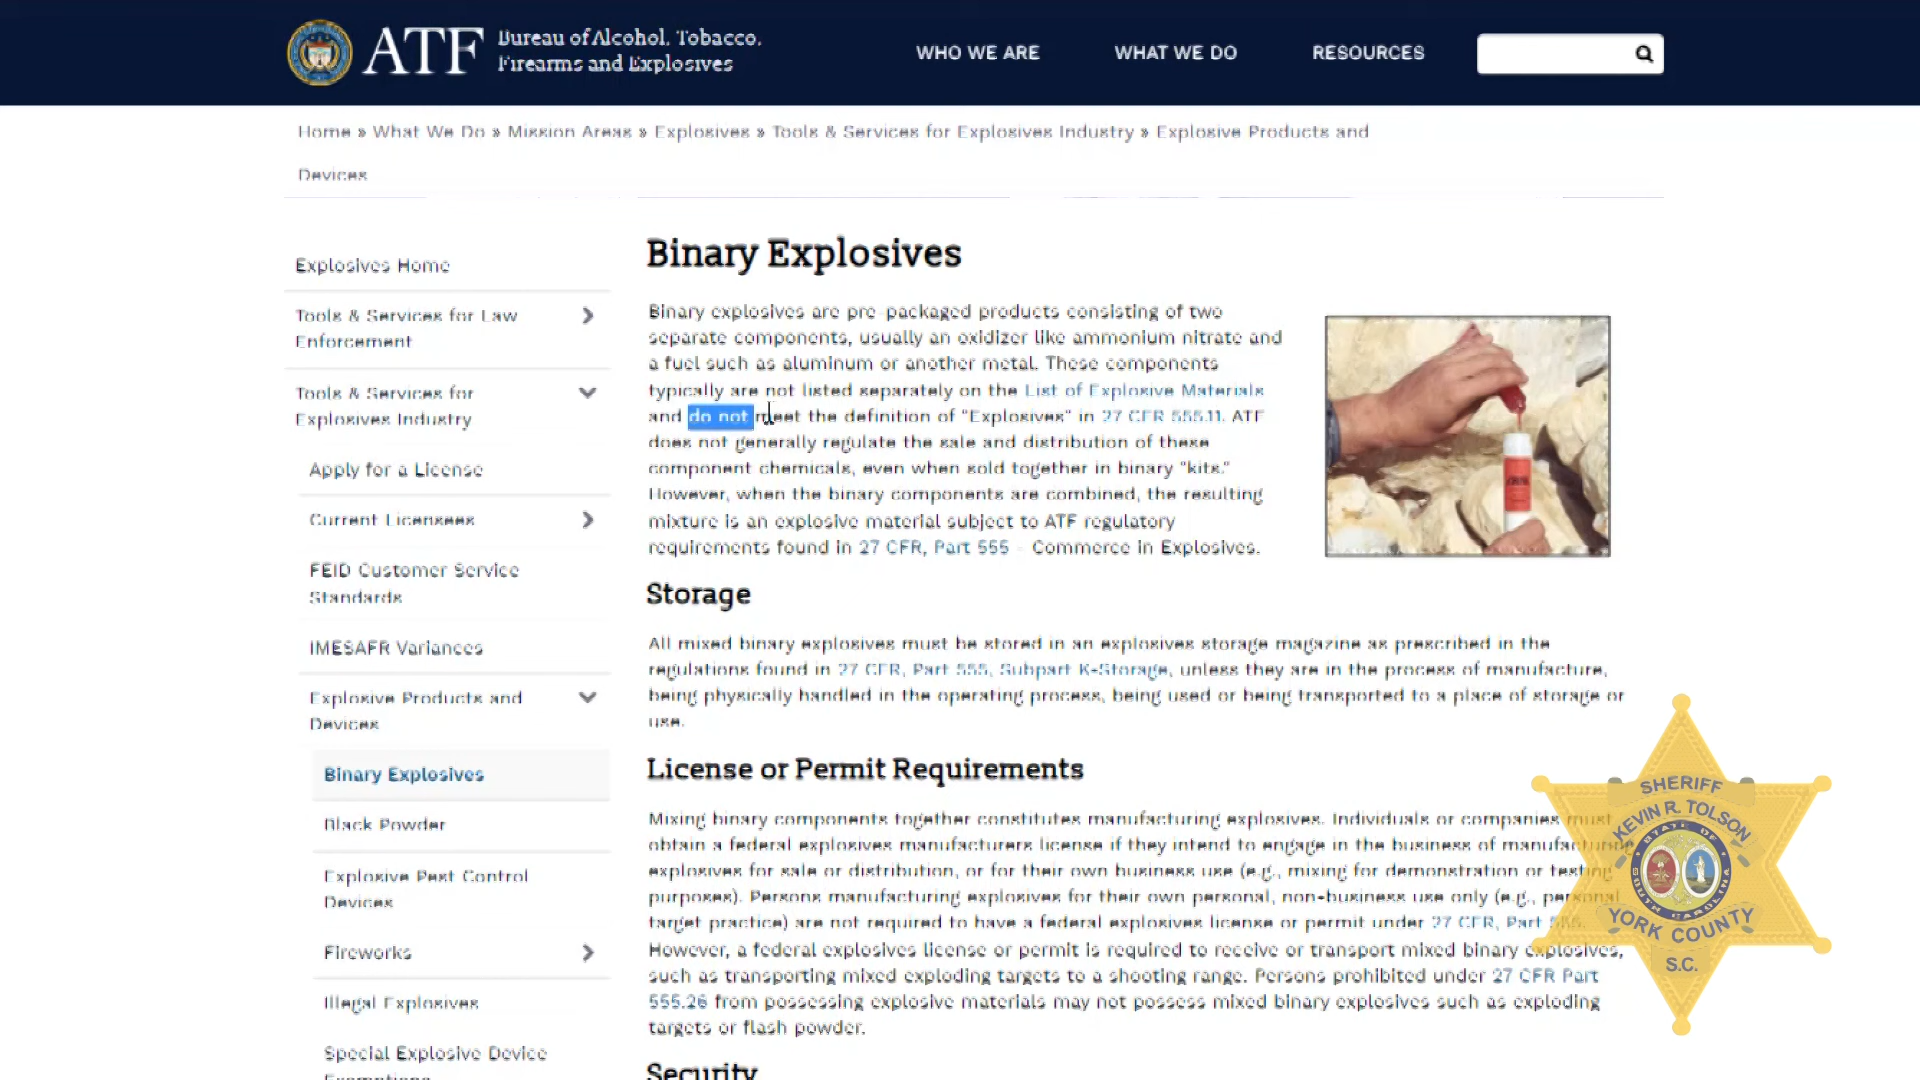 ATF Bureau of Alcohol, Tobacco,
Firearms and Explosives
WHO WE ARE WHAT WE DO RESOURCES
Home » What We Do » Mission Areas » Explosives » Tools & Services for Explosives Industry » Explosive Products and
Devices
Explosives Home
Tools & Services for Law
Enforcement
Tools & Services for
Explosives Industry
Apply for a License
Current Licensees
FEID Customer Service
Standards
IMESAFR Variances
Explosive Products and
Devices
Binary Explosives
Black Powder
Explosive Pest Control
Devices
Fireworks
Illegal Explosives
Special Explosive Device
Exemptions
Binary Explosives
Binary explosives are pre-packaged products consisting of two
separate components, usually an oxidizer like ammonium nitrate and
a fuel such as aluminum or another metal. These components
typically are not listed separately on the List of Explosive Materials
and do not meet the definition of "Explosives" in 27 CFR 555.11. ATF
does not generally regulate the sale and distribution of these
component chemicals, even when sold together in binary "kits."
However, when the binary components are combined, the resulting
mixture is an explosive material subject to ATF regulatory
requirements found in 27 CFR, Part 555 - Commerce in Explosives.
Storage
All mixed binary explosives must be stored in an explosives storage magazine as prescribed in the
regulations found in 27 CFR, Part 555, Subpart K-Storage, unless they are in the process of manufacture,
being physically handled in the operating process, being used or being transported to a place of storage or
use.
License or Permit Requirements
Mixing binary components together constitutes manufacturing explosives. Individuals or companies must
obtain a federal explosives manufacturers license if they intend to engage in the business of manufacturing
explosives for sale or distribution, or for their own business use (e.g., mixing for demonstration or testing
purposes). Persons manufacturing explosives for their own personal, non-business use only (e.g., personal
target practice) are not required to have a federal explosives license or permit under 27 CFR, Part 555.
However, a federal explosives license or permit is required to receive or transport mixed binary explosives,
such as transporting mixed exploding targets to a shooting range. Persons prohibited under 27 CFR Part
555.26 from possessing explosive materials may not possess mixed binary explosives such as exploding
targets or flash powder.
Security
SHERIFF
KEVIN R. TOLSON
STATE OF
SOUTH CAROLINA
YORK COUNTY
S.C.